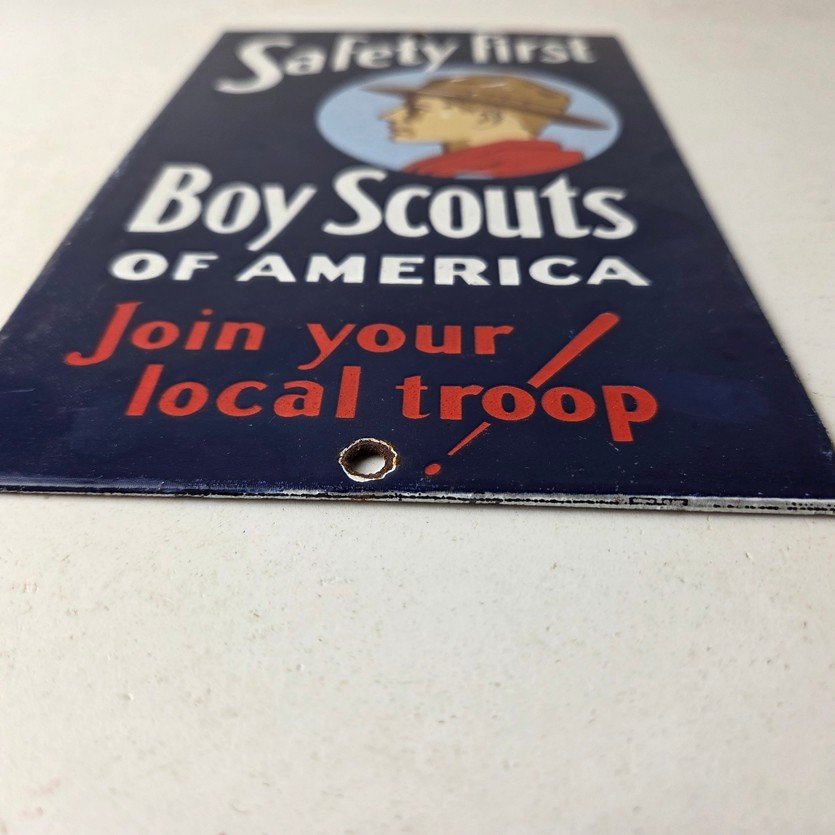 Safety first
Boy Scouts
OF AMERICA
Join your
local troop!